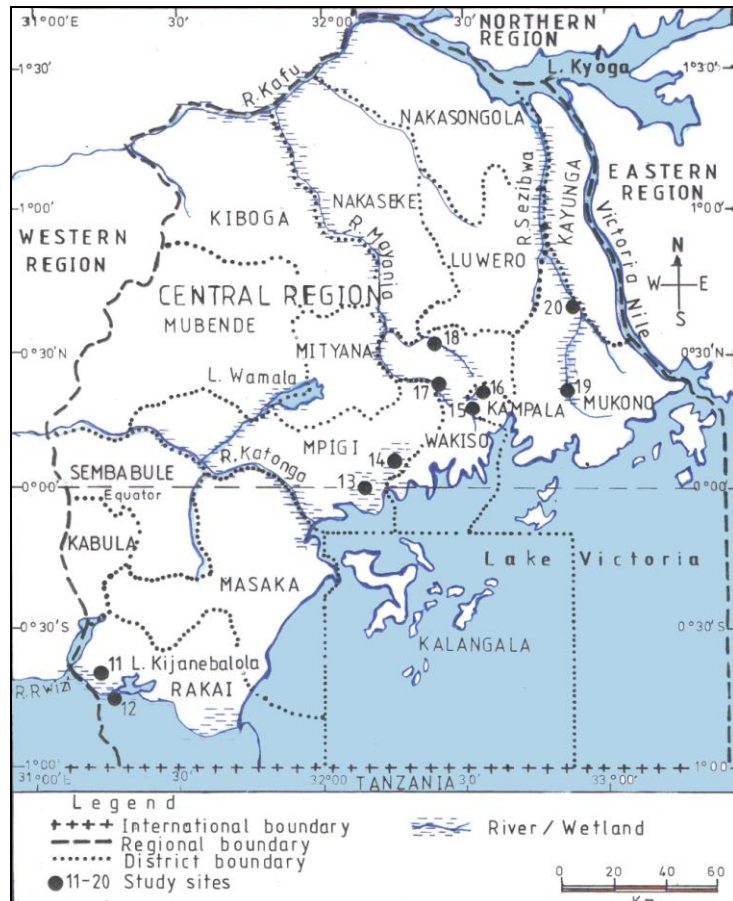 31°00'E 30' 32°00 30'
NORTHERN
REGION
L. Kyoga
1°30' 1°30'
R. Kafu
NAKASONGOLA
R. Sezibwa
KAYUNGA
EASTERN
REGION
Victoria Nile
1°00' 1°00'
KIBOGA
NAKASEKE
R. Mayanja
LUWERO
WESTERN
REGION
N
W E
S
CENTRAL REGION
MUBENDE
20
18
MITYANA
0°30'N 0°30'N
L. Wamala
17
16
19
15
KAMPALA
MUKONO
WAKISO
MPIGI
14
R. Katonga
SEMBABULE
13
Equator
0°00' 0°00'
KABULA
Lake Victoria
MASAKA
0°30'S 0°30'S
KALANGALA
11 L. Kijanebalola
R. Rwizi
12
RAKAI
1°00' 1°00'
31°00'E 30' 32°00 30' 33°00'
TANZANIA
Legend
International boundary
Regional boundary
District boundary
11-20 Study sites
River/Wetland
0 20 40 60
Km